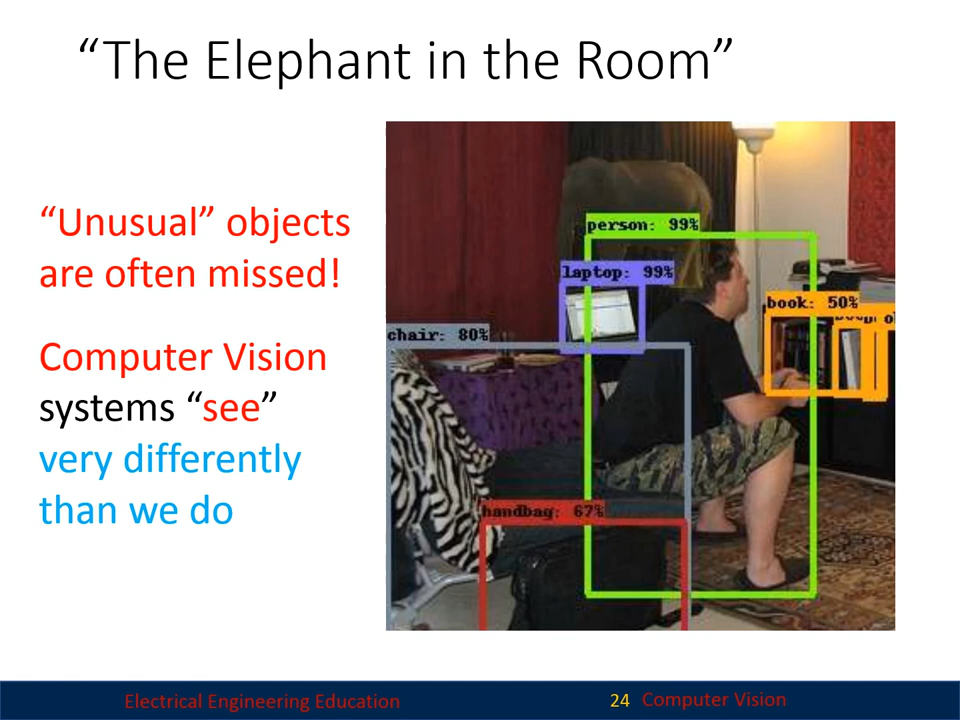 “The Elephant in the Room”
“Unusual” objects
are often missed!
Computer Vision
systems “see”
very differently
than we do
person: 99%
laptop: 99%
book: 50%
chair: 80%
handbag: 67%
Electrical Engineering Education
24
Computer Vision